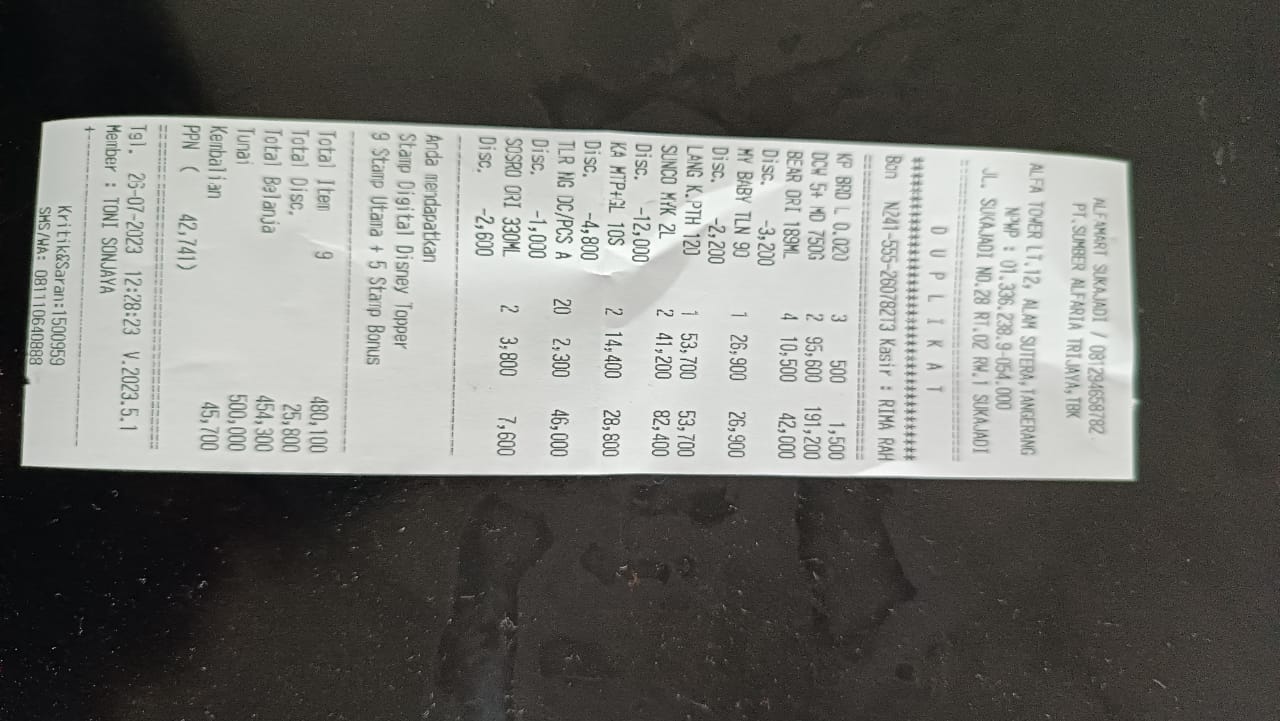 ALFAMART SUKAJADI / 081294658782
PT.SUMBER ALFARIA TRIJAYA,TBK
ALFA TOWER LT.12, ALAM SUTERA,TANGERANG
NPWP : 01.336.238.9-054.000
JL. SUKAJADI NO.28 RT.02 RW.1 SUKAJADI
D U P L I K A T
Bon N241-555-260782T3 Kasir : RIMA RAH
KP BRD L 0.020 3 500 1,500
DCW 5+ MD 750G 2 95,600 191,200
BEAR ORI 189ML 4 10,500 42,000
Disc. -3,200
MY BABY TLN 90 1 26,900 26,900
Disc. -2,200
LANG K.PTH 120 1 53,700 53,700
SUNCO MYK 2L 2 41,200 82,400
Disc. -12,000
KA MTP+GL 10S 2 14,400 28,800
Disc. -4,800
TLR NG OC/PCS A 20 2,300 46,000
Disc. -1,000
SOSRO ORI 330ML 2 3,800 7,600
Disc. -2,600
Anda mendapatkan
Stamp Digital Disney Topper
9 Stamp Utama + 5 Stamp Bonus
Total Item 9 480,100
Total Disc. 25,800
Total Belanja 454,300
Tunai 500,000
Kembalian 45,700
PPN ( 42,741)
Tgl. 26-07-2023 12:28:23 V.2023.5.1
Member : TONI SONJAYA
Kritik&Saran:1500959
SMS/WA: 081110640888